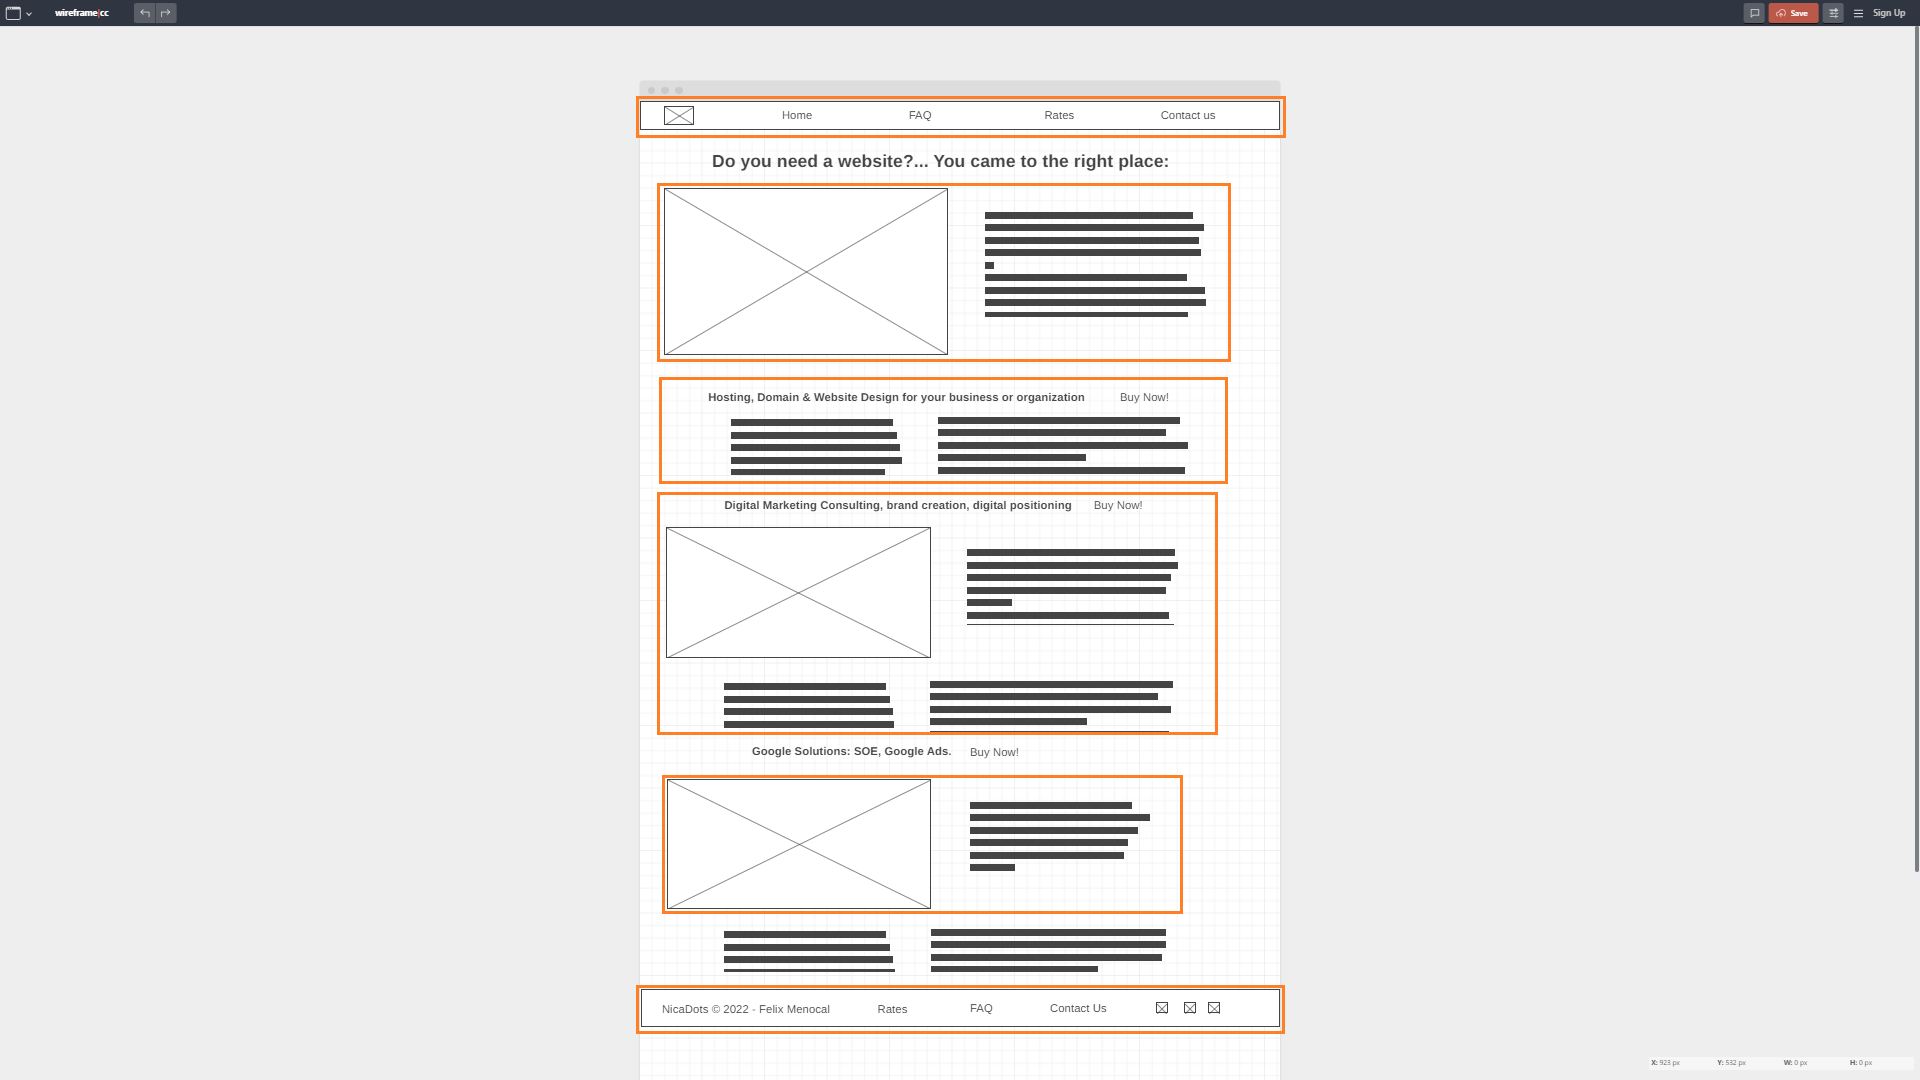 wireframe|cc
Save
Sign Up
Home FAQ Rates Contact us
Do you need a website?... You came to the right place:
Hosting, Domain & Website Design for your business or organization Buy Now!
Digital Marketing Consulting, brand creation, digital positioning Buy Now!
Google Solutions: SOE, Google Ads. Buy Now!
NicaDots © 2022 - Felix Menocal Rates FAQ Contact Us
X: 923 px Y: 532 px W: 0 px H: 0 px